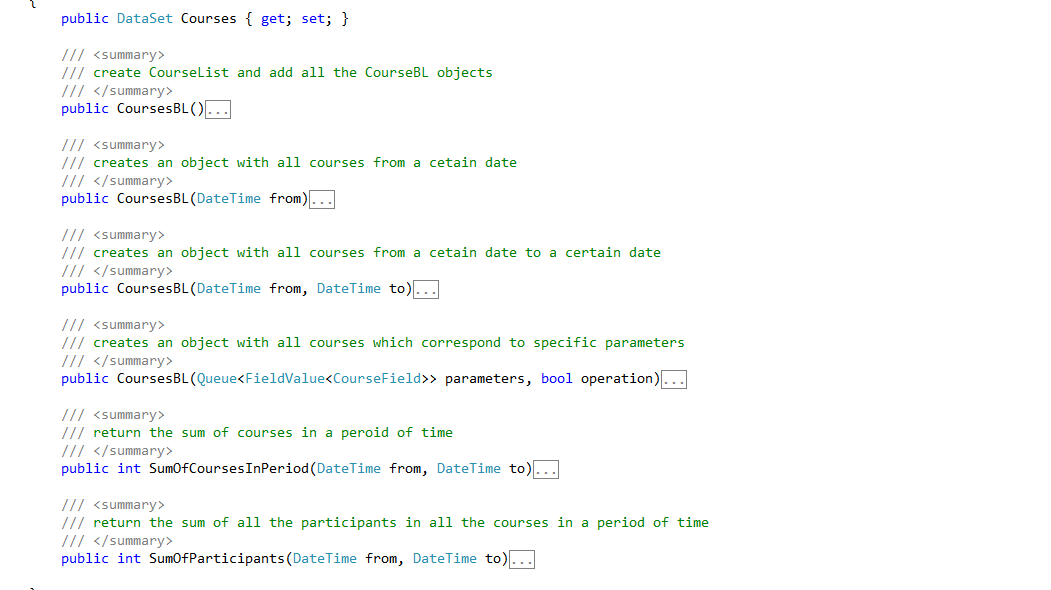 {
public DataSet Courses { get; set; }
/// <summary>
/// create CourseList and add all the CourseBL objects
/// </summary>
public CoursesBL()...
/// <summary>
/// creates an object with all courses from a cetain date
/// </summary>
public CoursesBL(DateTime from)...
/// <summary>
/// creates an object with all courses from a cetain date to a certain date
/// </summary>
public CoursesBL(DateTime from, DateTime to)...
/// <summary>
/// creates an object with all courses which correspond to specific parameters
/// </summary>
public CoursesBL(Queue<FieldValue<CourseField>> parameters, bool operation)...
/// <summary>
/// return the sum of courses in a peroid of time
/// </summary>
public int SumOfCoursesInPeriod(DateTime from, DateTime to)...
/// <summary>
/// return the sum of all the participants in all the courses in a period of time
/// </summary>
public int SumOfParticipants(DateTime from, DateTime to)...